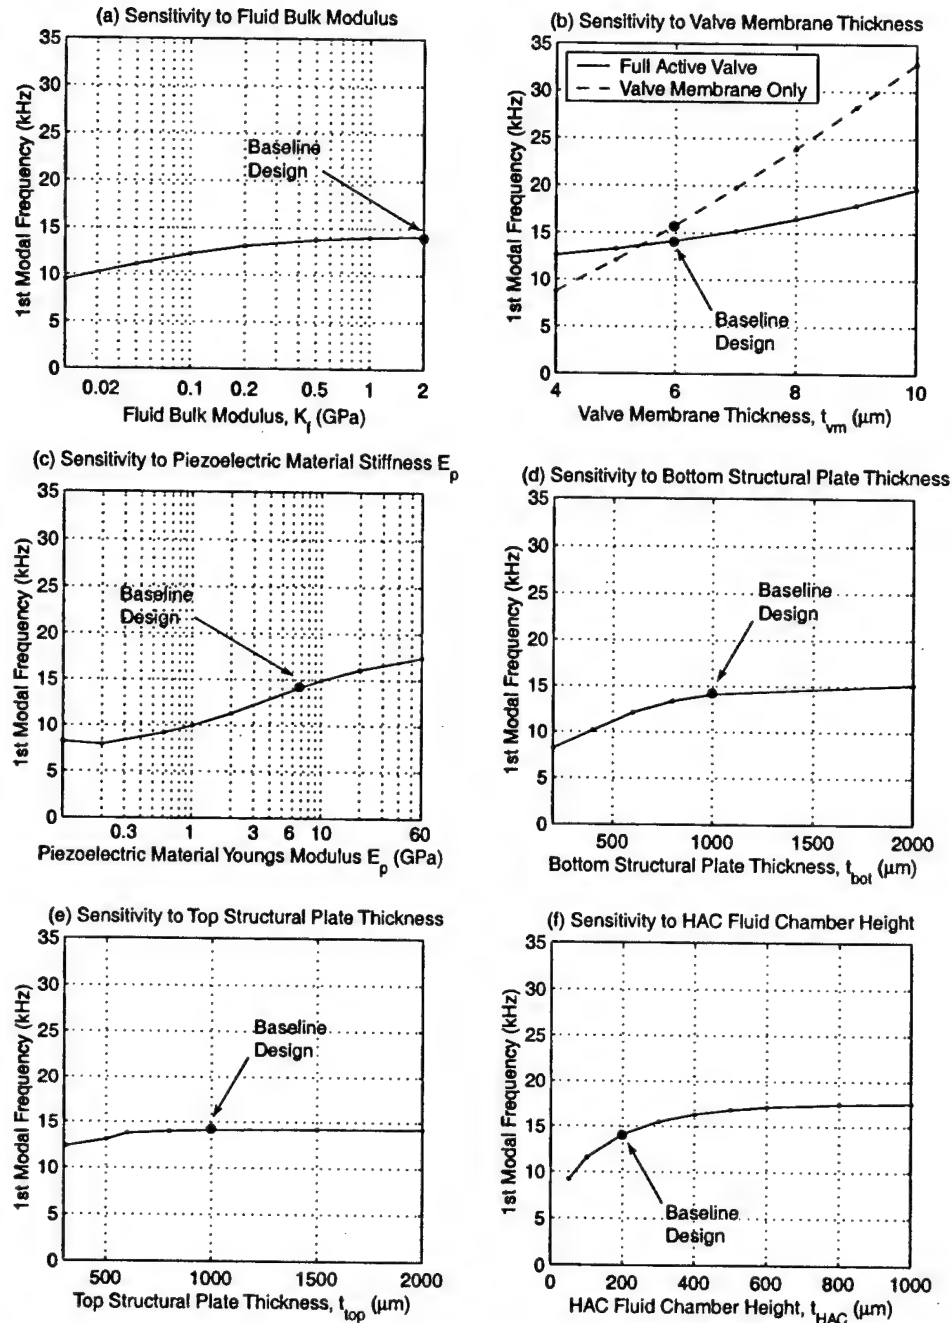 (a) Sensitivity to Fluid Bulk Modulus
35
30
25
20
15
10
5
0
1st Modal Frequency (kHz)
Baseline
Design
0.02 0.1 0.2 0.5 1 2
Fluid Bulk Modulus, K_f (GPa)
(b) Sensitivity to Valve Membrane Thickness
35
30
25
20
15
10
5
0
1st Modal Frequency (kHz)
Full Active Valve
Valve Membrane Only
Baseline
Design
4 6 8 10
Valve Membrane Thickness, t_vm (μm)
(c) Sensitivity to Piezoelectric Material Stiffness E_p
35
30
25
20
15
10
5
0
1st Modal Frequency (kHz)
Baseline
Design
0.3 1 3 6 10 60
Piezoelectric Material Youngs Modulus E_p (GPa)
(d) Sensitivity to Bottom Structural Plate Thickness
35
30
25
20
15
10
5
0
1st Modal Frequency (kHz)
Baseline
Design
500 1000 1500 2000
Bottom Structural Plate Thickness, t_bot (μm)
(e) Sensitivity to Top Structural Plate Thickness
35
30
25
20
15
10
5
0
1st Modal Frequency (kHz)
Baseline
Design
500 1000 1500 2000
Top Structural Plate Thickness, t_top (μm)
(f) Sensitivity to HAC Fluid Chamber Height
35
30
25
20
15
10
5
0
1st Modal Frequency (kHz)
Baseline
Design
0 200 400 600 800 1000
HAC Fluid Chamber Height, t_HAC (μm)